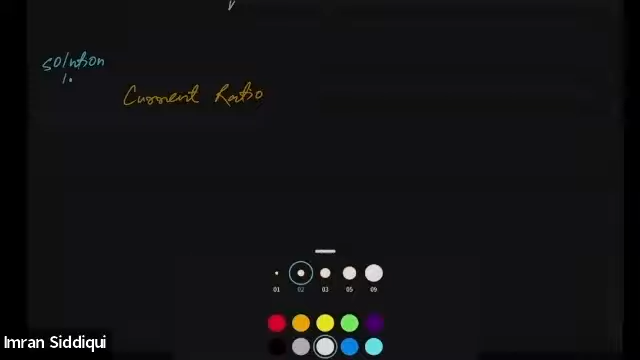 solution
1.
Current Ratio
01 02 03 05 09
Imran Siddiqui